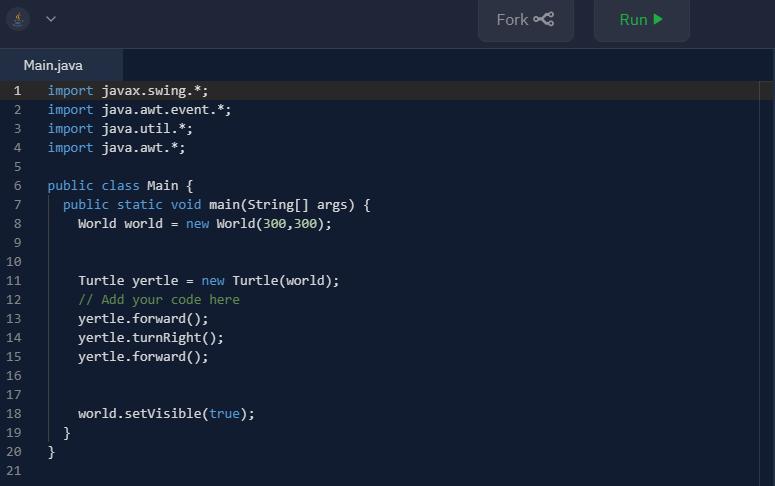 Fork
Run
Main.java
1 import javax.swing.*;
2 import java.awt.event.*;
3 import java.util.*;
4 import java.awt.*;
5
6 public class Main {
7   public static void main(String[] args) {
8     World world = new World(300,300);
9
10
11     Turtle yertle = new Turtle(world);
12     // Add your code here
13     yertle.forward();
14     yertle.turnRight();
15     yertle.forward();
16
17
18     world.setVisible(true);
19   }
20 }
21